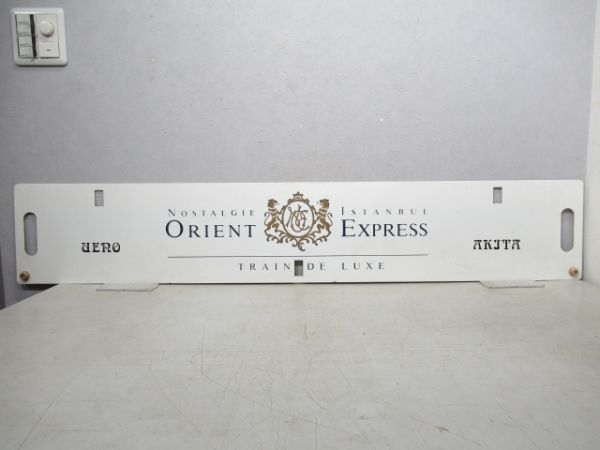 NOSTALGIE ISTANBUL
ORIENT EXPRESS
TRAIN DE LUXE
UENO
AKITA